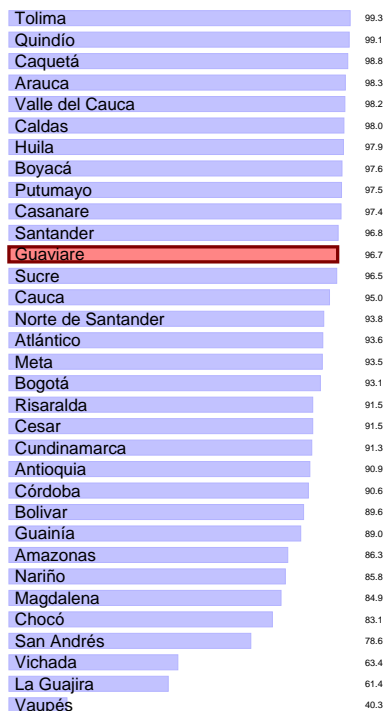 Tolima 99.3
Quindío 99.1
Caquetá 98.8
Arauca 98.3
Valle del Cauca 98.2
Caldas 98.0
Huila 97.9
Boyacá 97.6
Putumayo 97.5
Casanare 97.4
Santander 96.8
Guaviare 96.7
Sucre 96.5
Cauca 95.0
Norte de Santander 93.8
Atlántico 93.6
Meta 93.5
Bogotá 93.1
Risaralda 91.5
Cesar 91.5
Cundinamarca 91.3
Antioquia 90.9
Córdoba 90.6
Bolivar 89.6
Guainía 89.0
Amazonas 86.3
Nariño 85.8
Magdalena 84.9
Chocó 83.1
San Andrés 78.6
Vichada 63.4
La Guajira 61.4
Vaupés 40.3